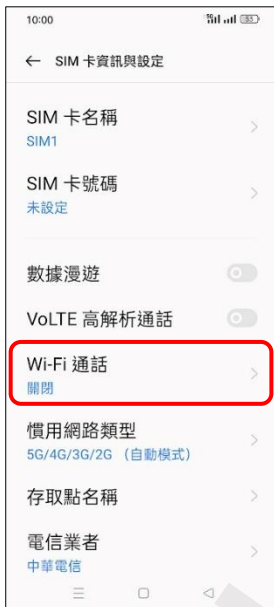 10:00
5G
83
← SIM 卡資訊與設定
SIM 卡名稱
SIM1
SIM 卡號碼
未設定
數據漫遊
VoLTE 高解析通話
Wi-Fi 通話
關閉
慣用網路類型
5G/4G/3G/2G （自動模式）
存取點名稱
電信業者
中華電信